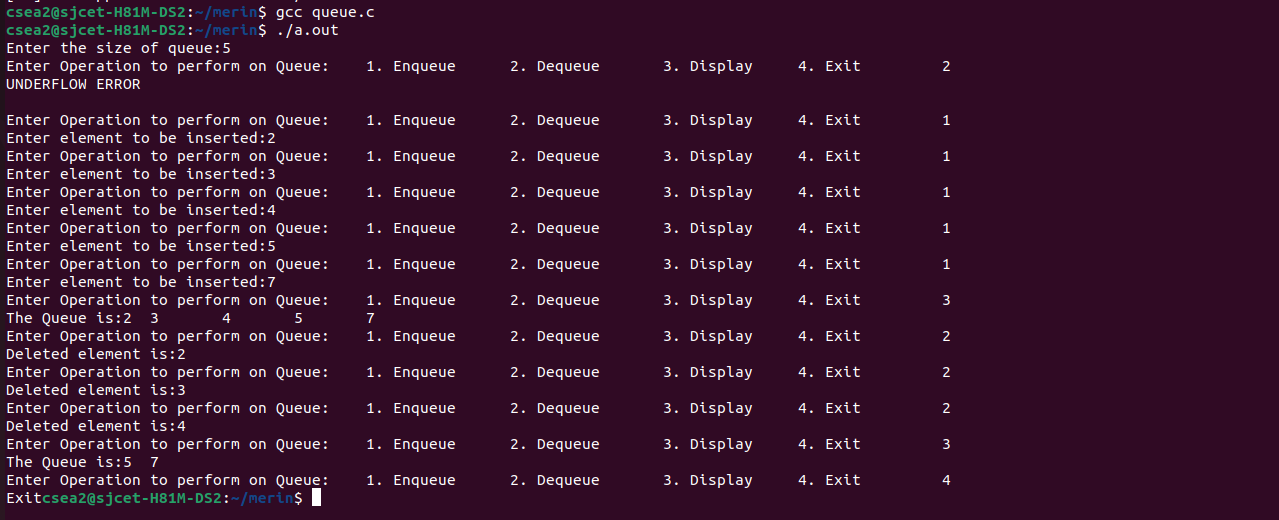 csea2@sjcet-H81M-DS2:~/merin$ gcc queue.c
csea2@sjcet-H81M-DS2:~/merin$ ./a.out
Enter the size of queue:5
Enter Operation to perform on Queue: 1. Enqueue 2. Dequeue 3. Display 4. Exit 2
UNDERFLOW ERROR
Enter Operation to perform on Queue: 1. Enqueue 2. Dequeue 3. Display 4. Exit 1
Enter element to be inserted:2
Enter Operation to perform on Queue: 1. Enqueue 2. Dequeue 3. Display 4. Exit 1
Enter element to be inserted:3
Enter Operation to perform on Queue: 1. Enqueue 2. Dequeue 3. Display 4. Exit 1
Enter element to be inserted:4
Enter Operation to perform on Queue: 1. Enqueue 2. Dequeue 3. Display 4. Exit 1
Enter element to be inserted:5
Enter Operation to perform on Queue: 1. Enqueue 2. Dequeue 3. Display 4. Exit 1
Enter element to be inserted:7
Enter Operation to perform on Queue: 1. Enqueue 2. Dequeue 3. Display 4. Exit 3
The Queue is:2 3 4 5 7
Enter Operation to perform on Queue: 1. Enqueue 2. Dequeue 3. Display 4. Exit 2
Deleted element is:2
Enter Operation to perform on Queue: 1. Enqueue 2. Dequeue 3. Display 4. Exit 2
Deleted element is:3
Enter Operation to perform on Queue: 1. Enqueue 2. Dequeue 3. Display 4. Exit 2
Deleted element is:4
Enter Operation to perform on Queue: 1. Enqueue 2. Dequeue 3. Display 4. Exit 3
The Queue is:5 7
Enter Operation to perform on Queue: 1. Enqueue 2. Dequeue 3. Display 4. Exit 4
Exitcsea2@sjcet-H81M-DS2:~/merin$